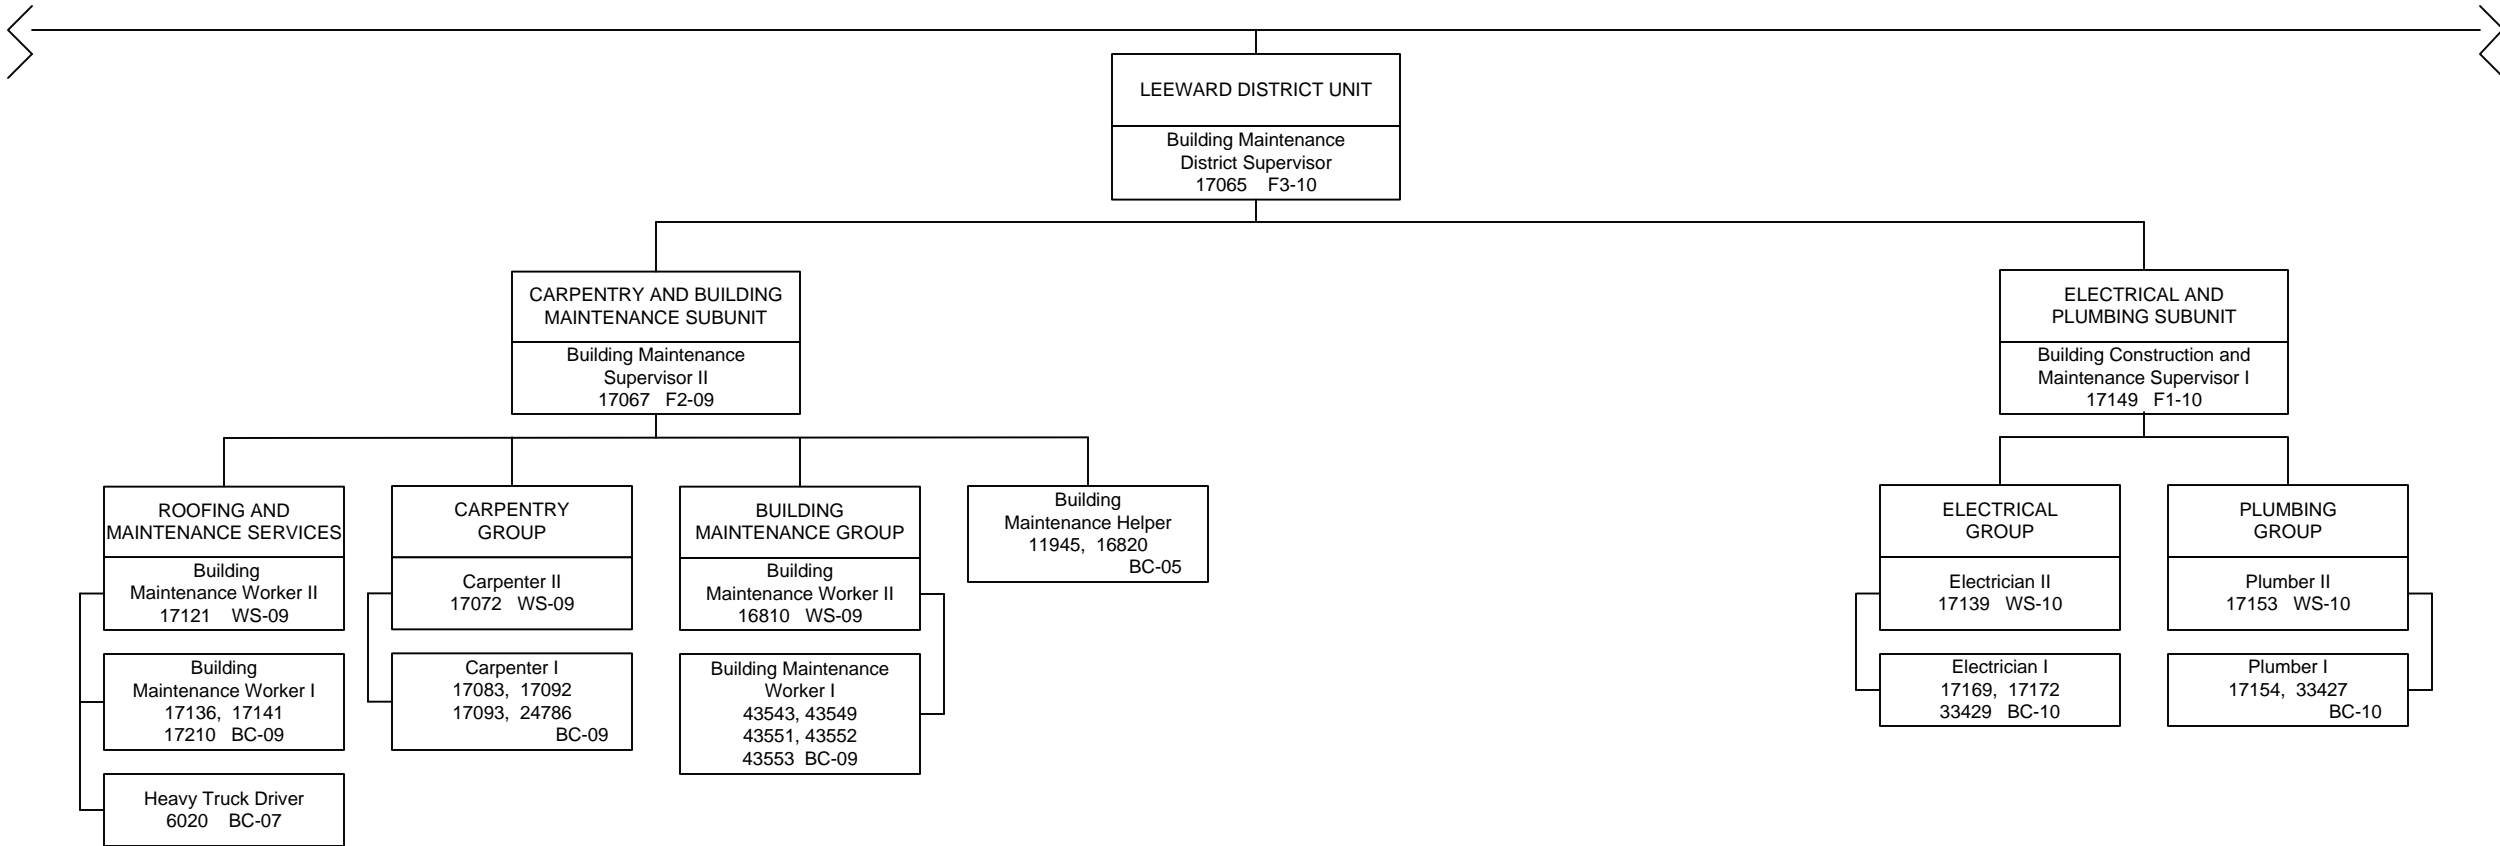 LEEWARD DISTRICT UNIT
Building Maintenance
District Supervisor
17065 F3-10
CARPENTRY AND BUILDING
MAINTENANCE SUBUNIT
Building Maintenance
Supervisor II
17067 F2-09
ELECTRICAL AND
PLUMBING SUBUNIT
Building Construction and
Maintenance Supervisor I
17149 F1-10
ROOFING AND
MAINTENANCE SERVICES
Building
Maintenance Worker II
17121 WS-09
Building
Maintenance Worker I
17136, 17141
17210 BC-09
Heavy Truck Driver
6020 BC-07
CARPENTRY
GROUP
Carpenter II
17072 WS-09
Carpenter I
17083, 17092
17093, 24786
BC-09
BUILDING
MAINTENANCE GROUP
Building
Maintenance Worker II
16810 WS-09
Building Maintenance
Worker I
43543, 43549
43551, 43552
43553 BC-09
Building
Maintenance Helper
11945, 16820
BC-05
ELECTRICAL
GROUP
Electrician II
17139 WS-10
Electrician I
17169, 17172
33429 BC-10
PLUMBING
GROUP
Plumber II
17153 WS-10
Plumber I
17154, 33427
BC-10